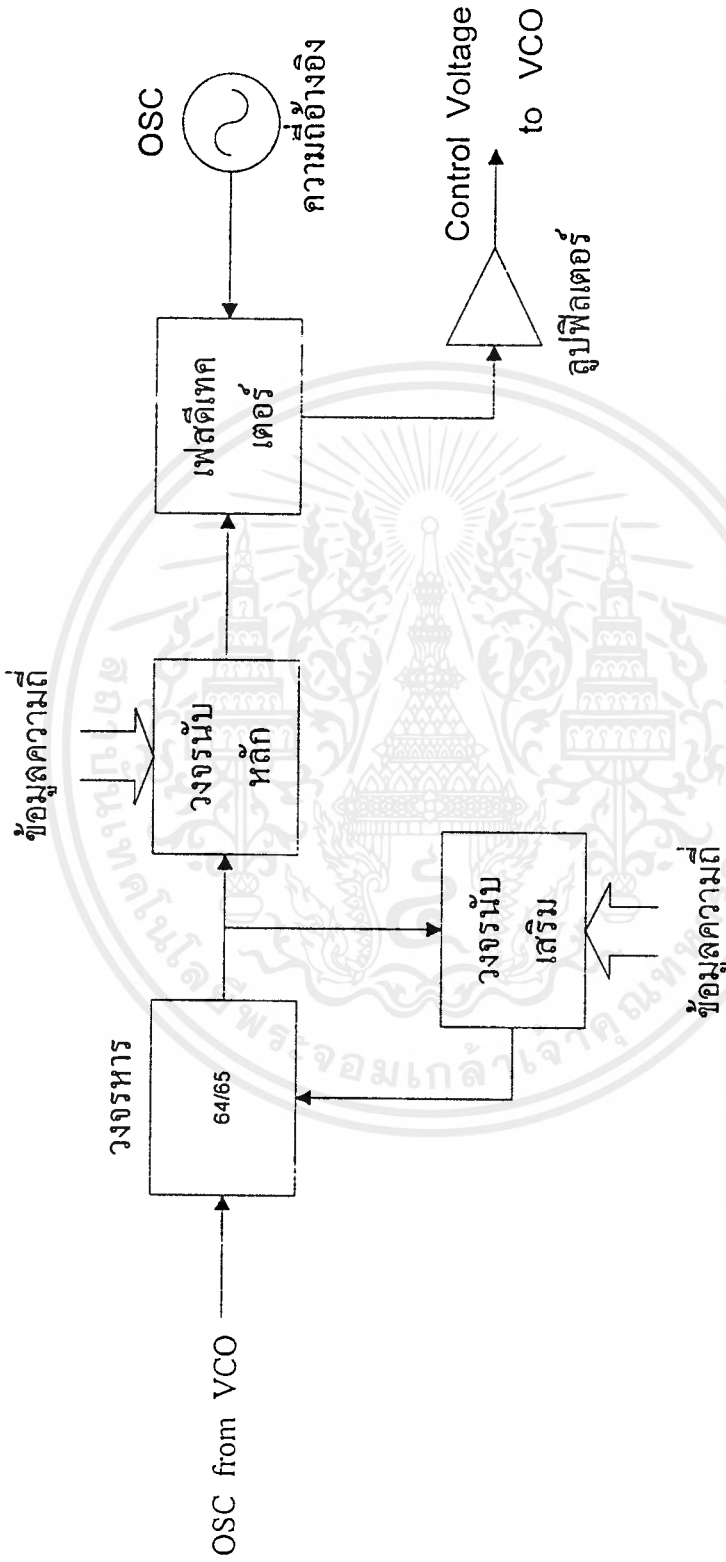 OSC from VCO
วงจรหาร
64/65
ข้อมูลความถี่
วงจรนับ
หลัก
วงจรนับ
เสริม
ข้อมูลความถี่
เฟสดีเทค
เตอร์
OSC
ความถี่อ้างอิง
ลูปฟิลเตอร์
Control Voltage
to VCO